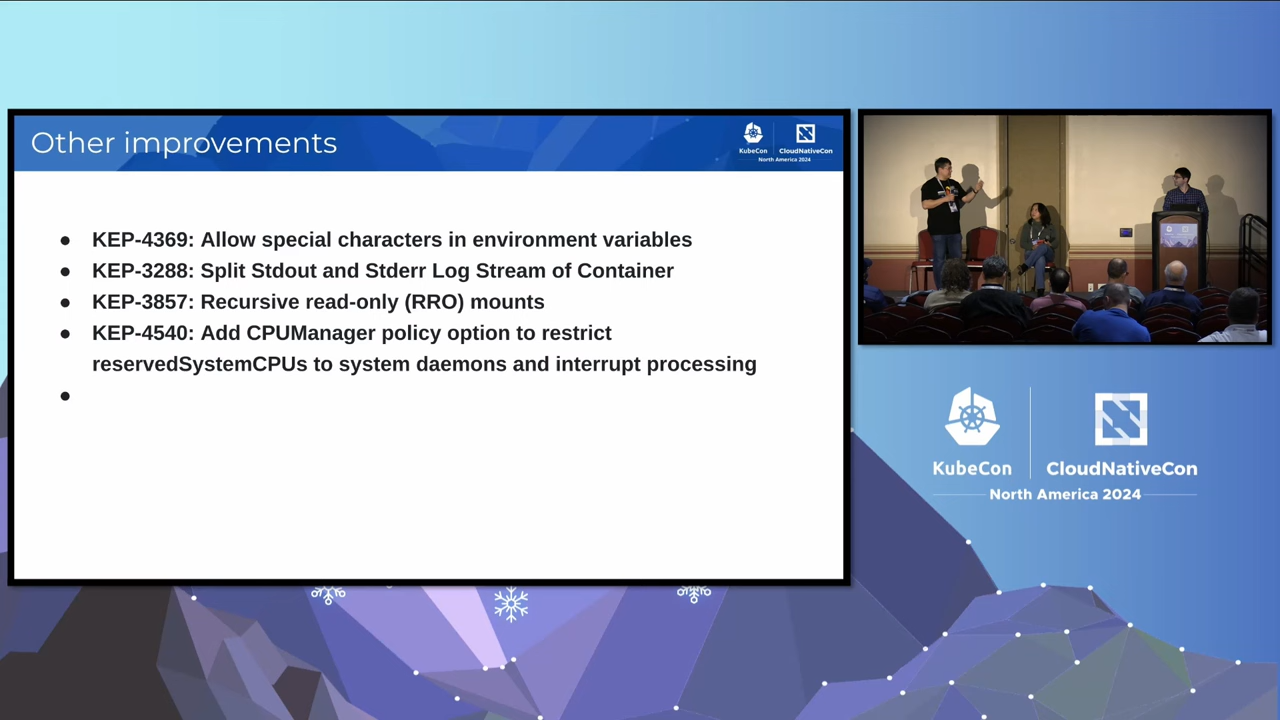 Other improvements
KubeCon
CloudNativeCon
North America 2024
● KEP-4369: Allow special characters in environment variables
● KEP-3288: Split Stdout and Stderr Log Stream of Container
● KEP-3857: Recursive read-only (RRO) mounts
● KEP-4540: Add CPUManager policy option to restrict
reservedSystemCPUs to system daemons and interrupt processing
●
KubeCon
CloudNativeCon
North America 2024